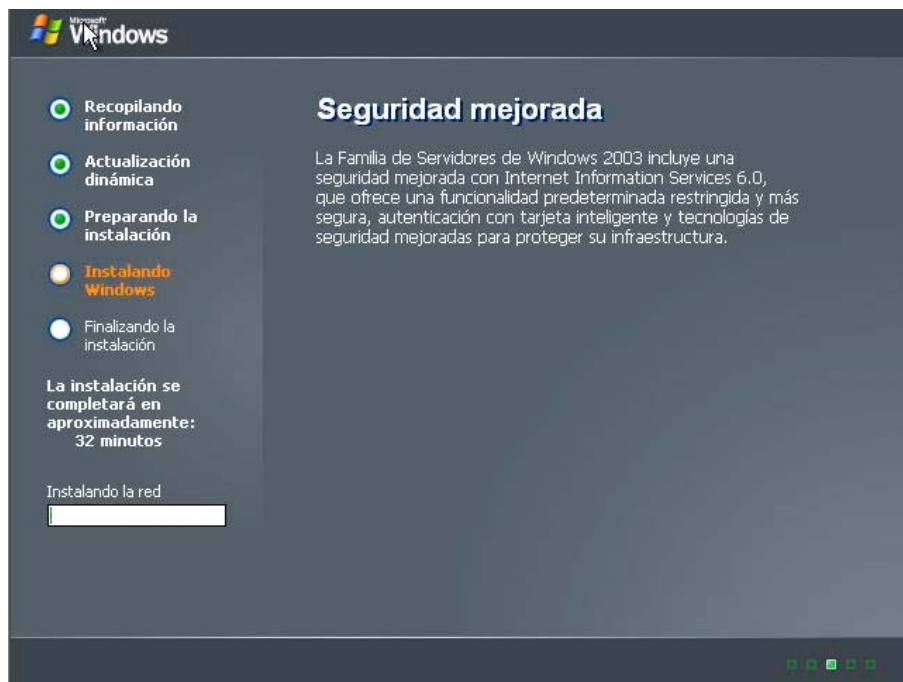 Microsoft
Windows
Recopilando
información
Actualización
dinámica
Preparando la
instalación
Instalando
Windows
Finalizando la
instalación
La instalación se
completará en
aproximadamente:
32 minutos
Instalando la red
Seguridad mejorada
La Familia de Servidores de Windows 2003 incluye una
seguridad mejorada con Internet Information Services 6.0,
que ofrece una funcionalidad predeterminada restringida y más
segura, autenticación con tarjeta inteligente y tecnologías de
seguridad mejoradas para proteger su infraestructura.